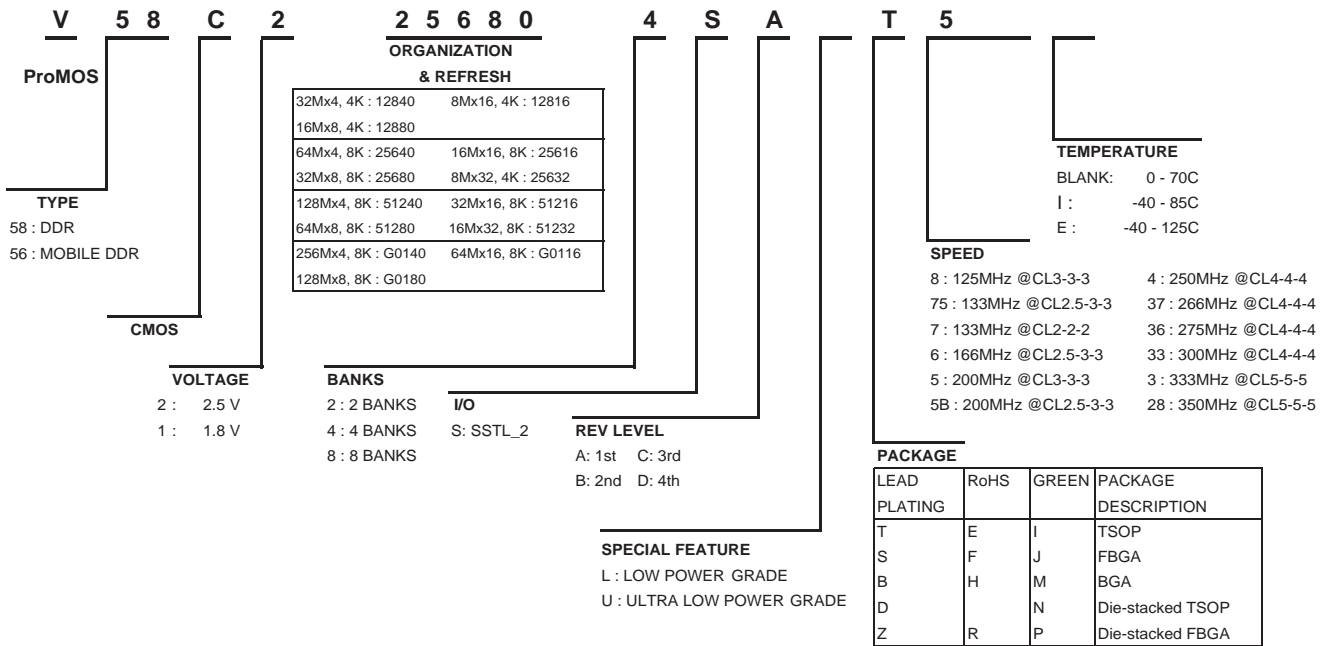 V 58 C 2 25680 4 S A T 5
ProMOS
ORGANIZATION
& REFRESH
32Mx4, 4K : 12840 8Mx16, 4K : 12816
16Mx8, 4K : 12880
64Mx4, 8K : 25640 16Mx16, 8K : 25616
32Mx8, 8K : 25680 8Mx32, 4K : 25632
128Mx4, 8K : 51240 32Mx16, 8K : 51216
64Mx8, 8K : 51280 16Mx32, 8K : 51232
256Mx4, 8K : G0140 64Mx16, 8K : G0116
128Mx8, 8K : G0180
TYPE
58 : DDR
56 : MOBILE DDR
CMOS
VOLTAGE
2 : 2.5 V
1 : 1.8 V
BANKS
2 : 2 BANKS
4 : 4 BANKS
8 : 8 BANKS
I/O
S: SSTL_2
REV LEVEL
A: 1st C: 3rd
B: 2nd D: 4th
SPECIAL FEATURE
L : LOW POWER GRADE
U : ULTRA LOW POWER GRADE
TEMPERATURE
BLANK: 0 - 70C
I : -40 - 85C
E : -40 - 125C
SPEED
8 : 125MHz @CL3-3-3 4 : 250MHz @CL4-4-4
75 : 133MHz @CL2.5-3-3 37 : 266MHz @CL4-4-4
7 : 133MHz @CL2-2-2 36 : 275MHz @CL4-4-4
6 : 166MHz @CL2.5-3-3 33 : 300MHz @CL4-4-4
5 : 200MHz @CL3-3-3 3 : 333MHz @CL5-5-5
5B : 200MHz @CL2.5-3-3 28 : 350MHz @CL5-5-5
PACKAGE
LEAD RoHS GREEN PACKAGE
PLATING DESCRIPTION
T E I TSOP
S F J FBGA
B H M BGA
D N Die-stacked TSOP
Z R P Die-stacked FBGA